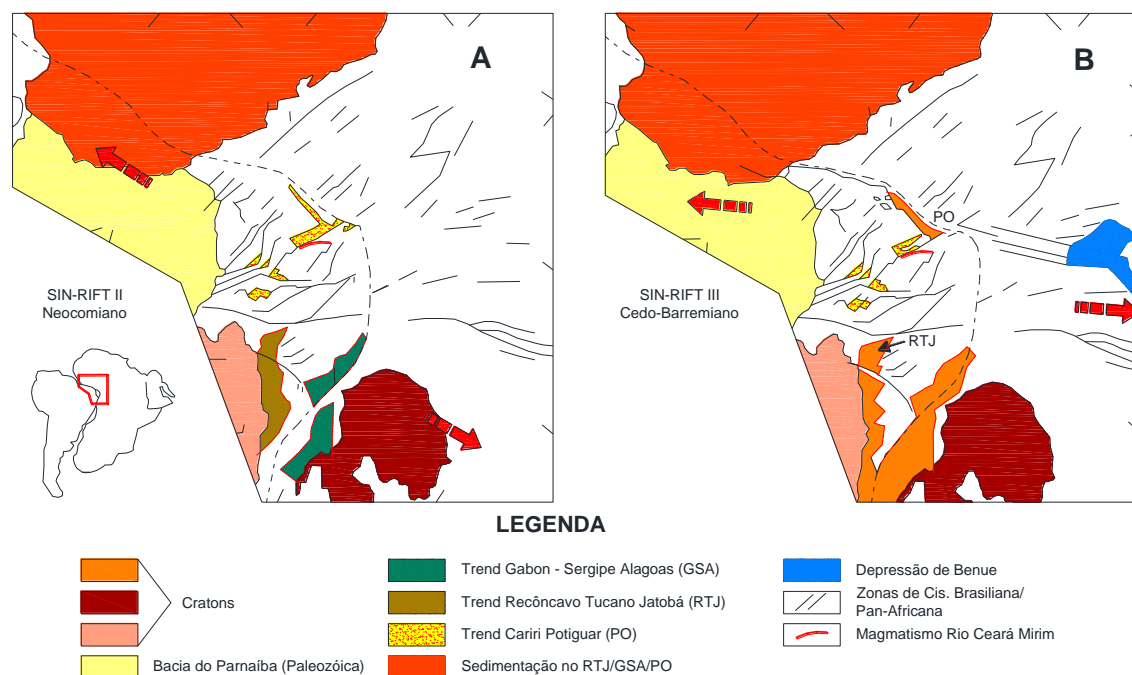 A
SIN-RIFT II
Neocomiano
B
PO
SIN-RIFT III
Cedo-Barremiano
RTJ
LEGENDA
Cratons
Bacia do Parnaíba (Paleozóica)
Trend Gabon - Sergipe Alagoas (GSA)
Trend Recôncavo Tucano Jatobá (RTJ)
Trend Cariri Potiguar (PO)
Sedimentação no RTJ/GSA/PO
Depressão de Benue
Zonas de Cis. Brasiliana/
Pan-Africana
Magmatismo Rio Ceará Mirim